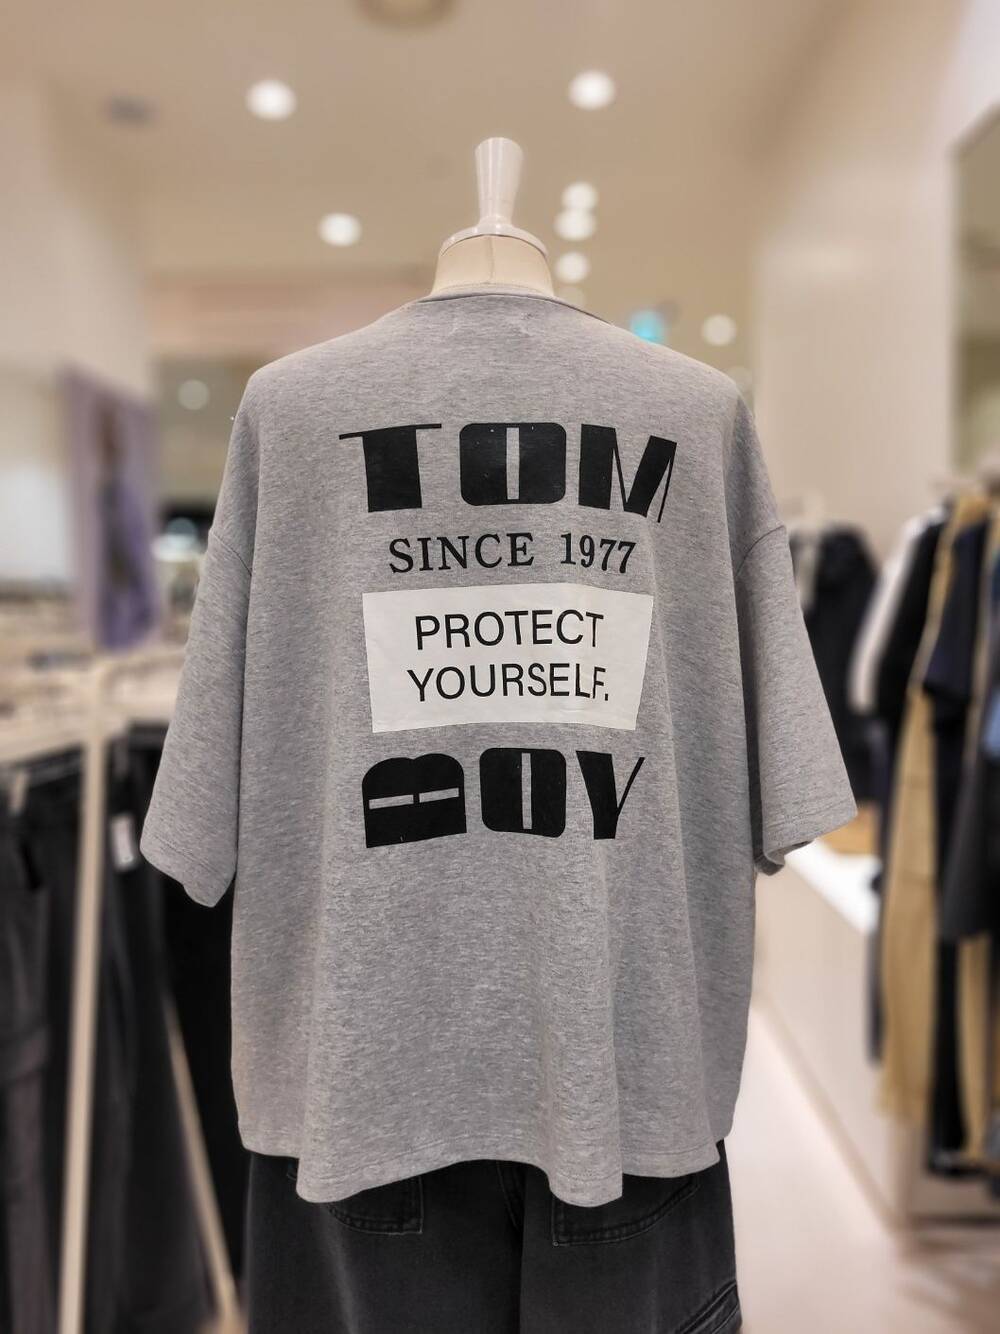 TOM
SINCE 1977
PROTECT
YOURSELF.
BOY